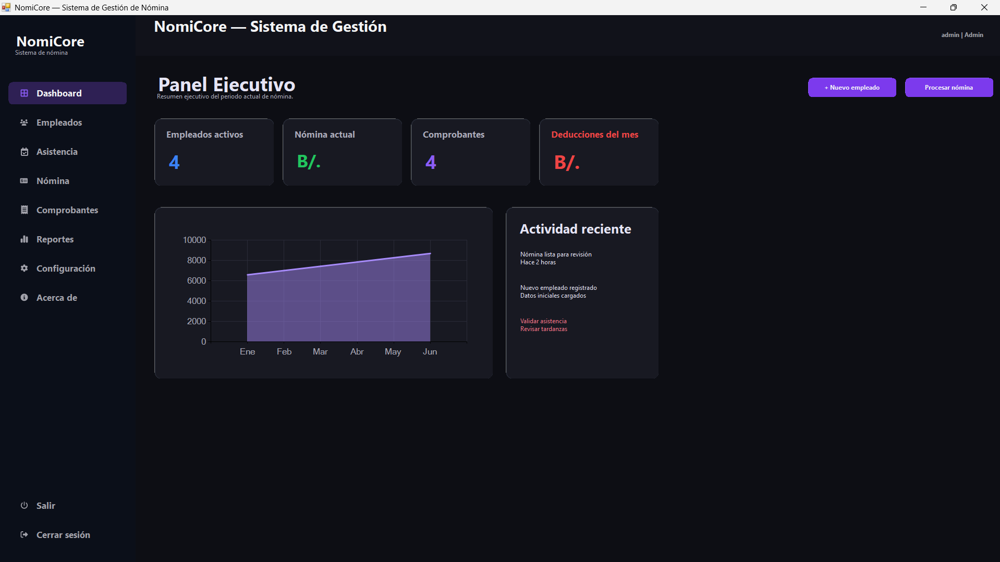 NomiCore — Sistema de Gestión de Nómina
NomiCore
Sistema de nómina
Dashboard
Empleados
Asistencia
Nómina
Comprobantes
Reportes
Configuración
Acerca de
Salir
Cerrar sesión
NomiCore — Sistema de Gestión
admin | Admin
Panel Ejecutivo
Resumen ejecutivo del periodo actual de nómina.
+ Nuevo empleado
Procesar nómina
Empleados activos
4
Nómina actual
B/.
Comprobantes
4
Deducciones del mes
B/.
10000
8000
6000
4000
2000
0
Ene Feb Mar Abr May Jun
Actividad reciente
Nómina lista para revisión
Hace 2 horas
Nuevo empleado registrado
Datos iniciales cargados
Validar asistencia
Revisar tardanzas